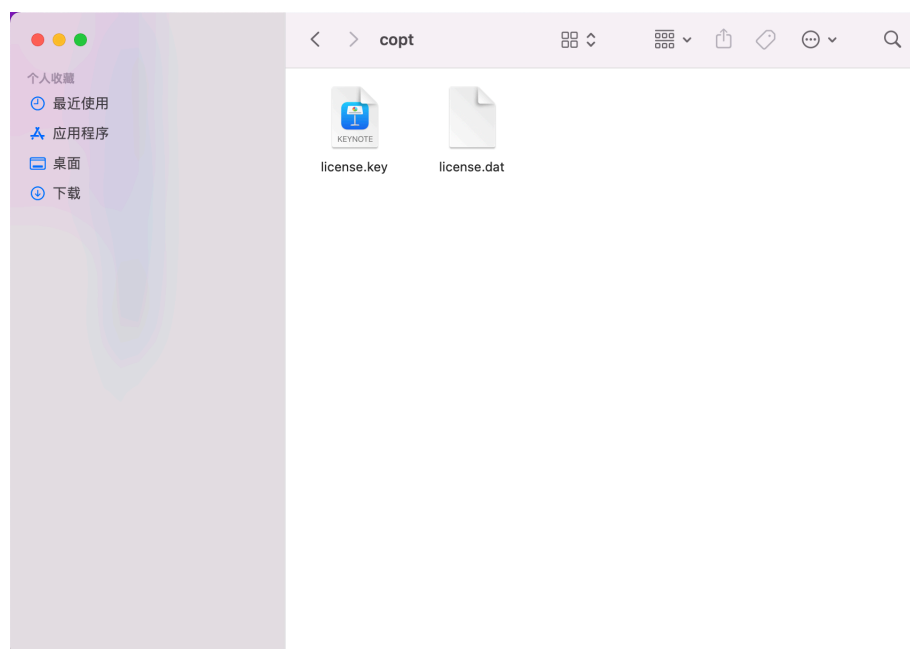 copt
个人收藏
最近使用
应用程序
桌面
下载
KEYNOTE
license.key
license.dat